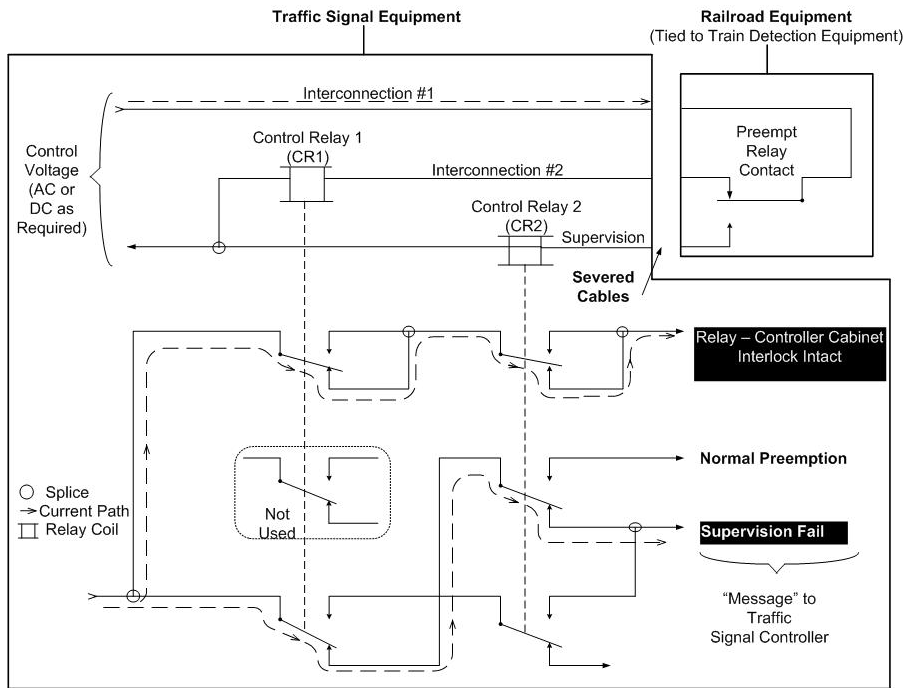 Traffic Signal Equipment
Railroad Equipment
(Tied to Train Detection Equipment)
Interconnection #1
Control Relay 1
(CR1)
Interconnection #2
Control
Voltage
(AC or
DC as
Required)
Preempt
Relay
Contact
Control Relay 2
(CR2)
Supervision
Severed
Cables
Relay – Controller Cabinet
Interlock Intact
Normal Preemption
Splice
Current Path
Relay Coil
Not
Used
Supervision Fail
“Message” to
Traffic
Signal Controller